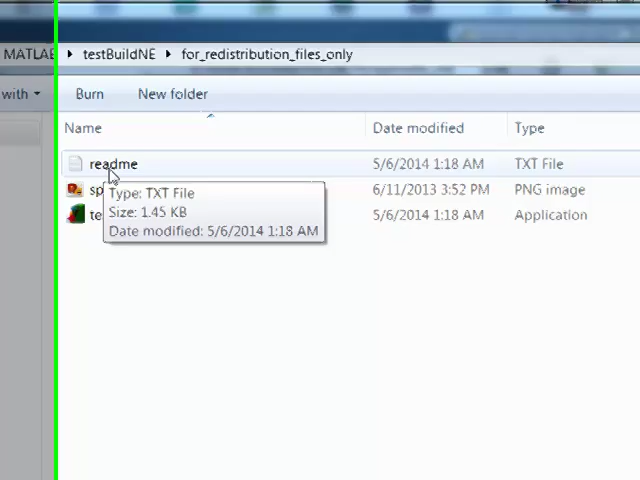 MATLAB ▸ testBuildNE ▸ for_redistribution_files_only
with Burn New folder
Name Date modified Type
readme 5/6/2014 1:18 AM TXT File
sp 6/11/2013 3:52 PM PNG image
te 5/6/2014 1:18 AM Application
Type: TXT File
Size: 1.45 KB
Date modified: 5/6/2014 1:18 AM